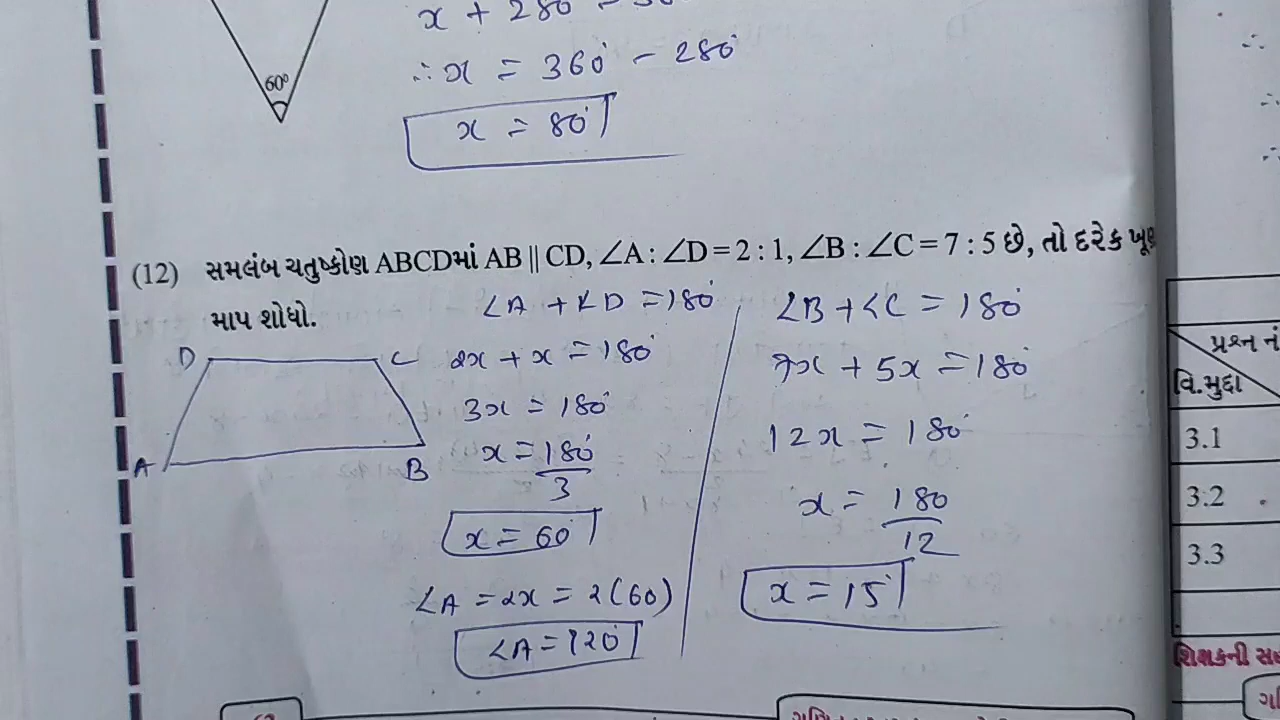 x + 280
60°
∴ x = 360° - 280°
x = 80°
(12) સમલંબ ચતુષ્કોણ ABCDમાં AB || CD, ∠A : ∠D = 2 : 1, ∠B : ∠C = 7 : 5 છે, તો દરેક
માપ શોધો.
D C
A B
∠A + ∠D = 180°
2x + x = 180°
3x = 180°
x = 180°/3
x = 60°
∠A = 2x = 2(60)
∠A = 120°
∠B + ∠C = 180°
7x + 5x = 180°
12x = 180°
x = 180/12
x = 15°
પ્રશ્ન નં
વિ.મુદ્દા
3.1
3.2
3.3
શિક્ષકની